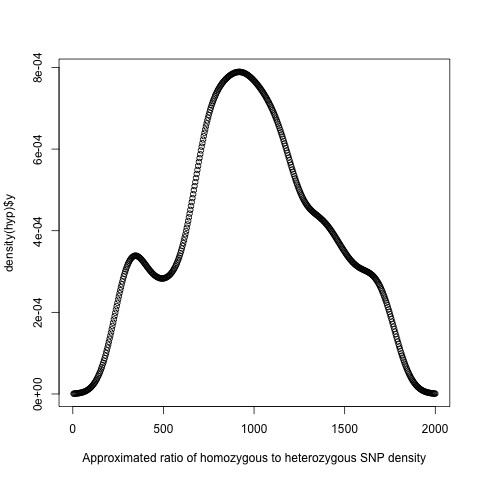 density(hyp)$y
8e-04
6e-04
4e-04
2e-04
0e+00
0 500 1000 1500 2000
Approximated ratio of homozygous to heterozygous SNP density